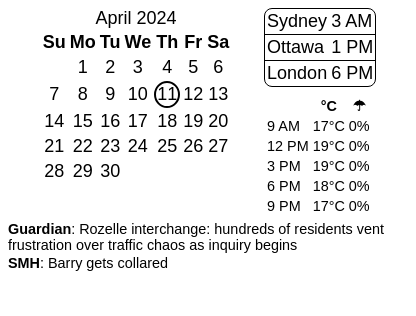 April 2024
Su Mo Tu We Th Fr Sa
1 2 3 4 5 6
7 8 9 10 11 12 13
14 15 16 17 18 19 20
21 22 23 24 25 26 27
28 29 30
Sydney 3 AM
Ottawa 1 PM
London 6 PM
°C ☂
9 AM 17°C 0%
12 PM 19°C 0%
3 PM 19°C 0%
6 PM 18°C 0%
9 PM 17°C 0%
Guardian: Rozelle interchange: hundreds of residents vent
frustration over traffic chaos as inquiry begins
SMH: Barry gets collared